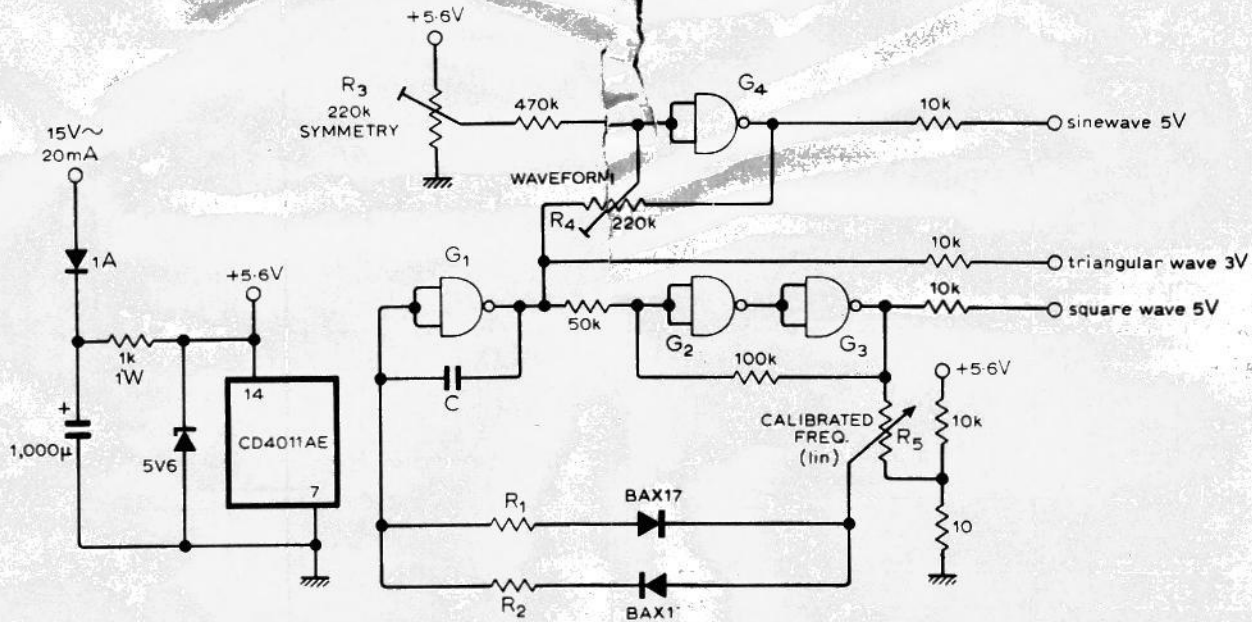 +5·6V
R3
220k
SYMMETRY
470k
G4
10k
sinewave 5V
15V~
20mA
WAVEFORM
R4
220k
1A
+5·6V
G1
10k
triangular wave 3V
10k
square wave 5V
50k
G2
G3
1k
1W
14
100k
C
+5·6V
+
1,000μ
CD4011AE
5V6
7
CALIBRATED
FREQ.
(lin)
R5
10k
R1
BAX17
10
R2